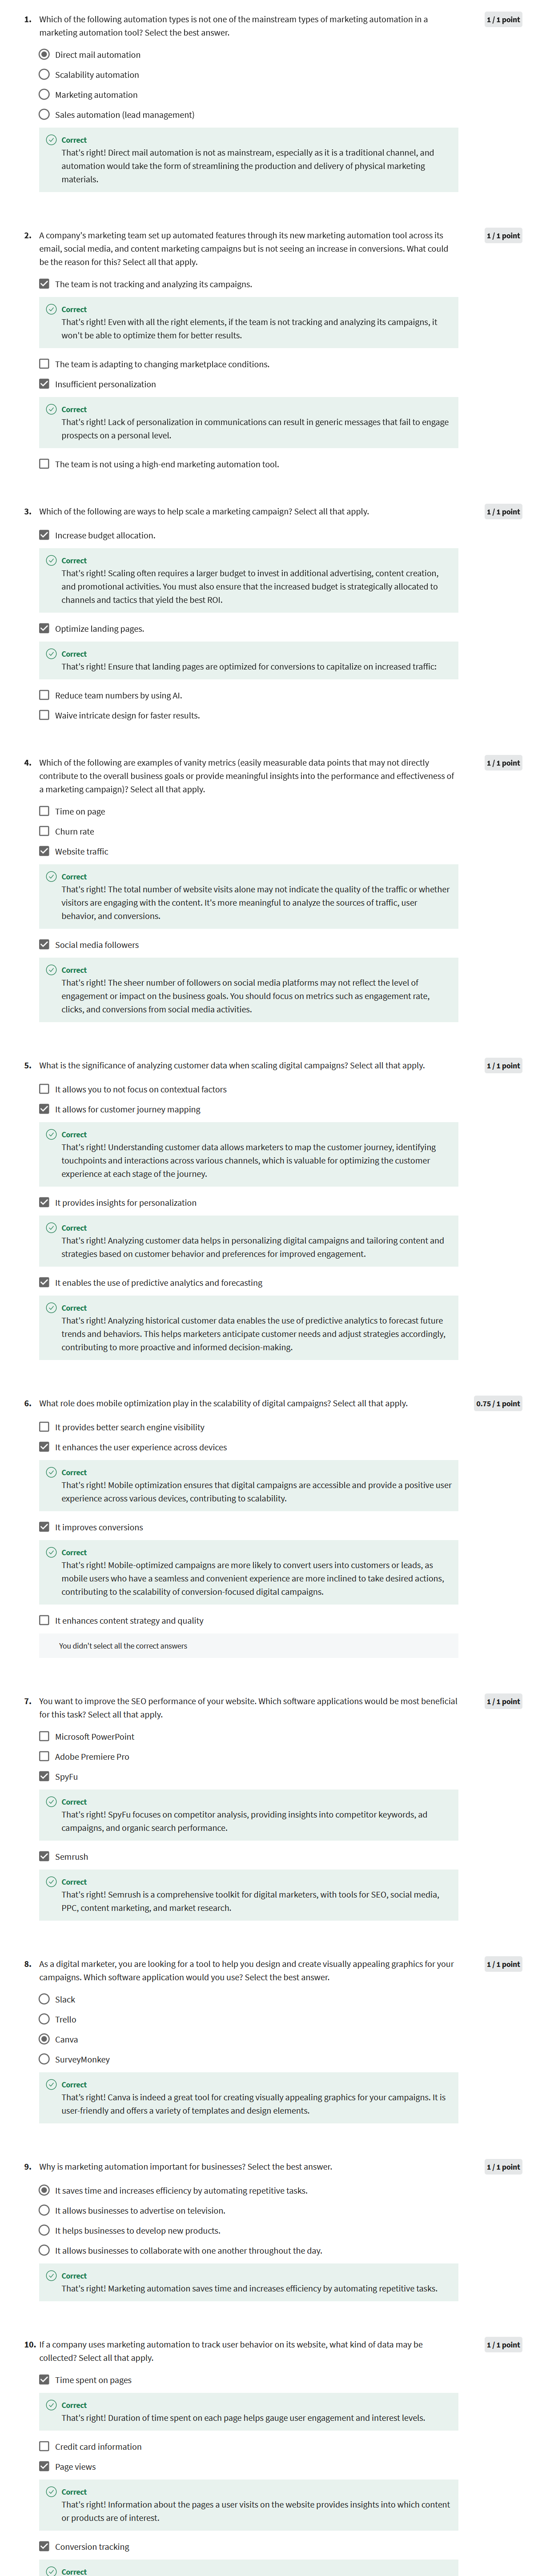 1. Which of the following automation types is not one of the mainstream types of marketing automation in a
marketing automation tool? Select the best answer.
1 / 1 point
Direct mail automation
Scalability automation
Marketing automation
Sales automation (lead management)
Correct
That's right! Direct mail automation is not as mainstream, especially as it is a traditional channel, and
automation would take the form of streamlining the production and delivery of physical marketing
materials.
2. A company's marketing team set up automated features through its new marketing automation tool across its
email, social media, and content marketing campaigns but is not seeing an increase in conversions. What could
be the reason for this? Select all that apply.
1 / 1 point
The team is not tracking and analyzing its campaigns.
Correct
That's right! Even with all the right elements, if the team is not tracking and analyzing its campaigns, it
won't be able to optimize them for better results.
The team is adapting to changing marketplace conditions.
Insufficient personalization
Correct
That's right! Lack of personalization in communications can result in generic messages that fail to engage
prospects on a personal level.
The team is not using a high-end marketing automation tool.
3. Which of the following are ways to help scale a marketing campaign? Select all that apply.
1 / 1 point
Increase budget allocation.
Correct
That's right! Scaling often requires a larger budget to invest in additional advertising, content creation,
and promotional activities. You must also ensure that the increased budget is strategically allocated to
channels and tactics that yield the best ROI.
Optimize landing pages.
Correct
That's right! Ensure that landing pages are optimized for conversions to capitalize on increased traffic:
Reduce team numbers by using AI.
Waive intricate design for faster results.
4. Which of the following are examples of vanity metrics (easily measurable data points that may not directly
contribute to the overall business goals or provide meaningful insights into the performance and effectiveness of
a marketing campaign)? Select all that apply.
1 / 1 point
Time on page
Churn rate
Website traffic
Correct
That's right! The total number of website visits alone may not indicate the quality of the traffic or whether
visitors are engaging with the content. It's more meaningful to analyze the sources of traffic, user
behavior, and conversions.
Social media followers
Correct
That's right! The sheer number of followers on social media platforms may not reflect the level of
engagement or impact on the business goals. You should focus on metrics such as engagement rate,
clicks, and conversions from social media activities.
5. What is the significance of analyzing customer data when scaling digital campaigns? Select all that apply.
1 / 1 point
It allows you to not focus on contextual factors
It allows for customer journey mapping
Correct
That's right! Understanding customer data allows marketers to map the customer journey, identifying
touchpoints and interactions across various channels, which is valuable for optimizing the customer
experience at each stage of the journey.
It provides insights for personalization
Correct
That's right! Analyzing customer data helps in personalizing digital campaigns and tailoring content and
strategies based on customer behavior and preferences for improved engagement.
It enables the use of predictive analytics and forecasting
Correct
That's right! Analyzing historical customer data enables the use of predictive analytics to forecast future
trends and behaviors. This helps marketers anticipate customer needs and adjust strategies accordingly,
contributing to more proactive and informed decision-making.
6. What role does mobile optimization play in the scalability of digital campaigns? Select all that apply.
0.75 / 1 point
It provides better search engine visibility
It enhances the user experience across devices
Correct
That's right! Mobile optimization ensures that digital campaigns are accessible and provide a positive user
experience across various devices, contributing to scalability.
It improves conversions
Correct
That's right! Mobile-optimized campaigns are more likely to convert users into customers or leads, as
mobile users who have a seamless and convenient experience are more inclined to take desired actions,
contributing to the scalability of conversion-focused digital campaigns.
It enhances content strategy and quality
You didn't select all the correct answers
7. You want to improve the SEO performance of your website. Which software applications would be most beneficial
for this task? Select all that apply.
1 / 1 point
Microsoft PowerPoint
Adobe Premiere Pro
SpyFu
Correct
That's right! SpyFu focuses on competitor analysis, providing insights into competitor keywords, ad
campaigns, and organic search performance.
Semrush
Correct
That's right! Semrush is a comprehensive toolkit for digital marketers, with tools for SEO, social media,
PPC, content marketing, and market research.
8. As a digital marketer, you are looking for a tool to help you design and create visually appealing graphics for your
campaigns. Which software application would you use? Select the best answer.
1 / 1 point
Slack
Trello
Canva
SurveyMonkey
Correct
That's right! Canva is indeed a great tool for creating visually appealing graphics for your campaigns. It is
user-friendly and offers a variety of templates and design elements.
9. Why is marketing automation important for businesses? Select the best answer.
1 / 1 point
It saves time and increases efficiency by automating repetitive tasks.
It allows businesses to advertise on television.
It helps businesses to develop new products.
It allows businesses to collaborate with one another throughout the day.
Correct
That's right! Marketing automation saves time and increases efficiency by automating repetitive tasks.
10. If a company uses marketing automation to track user behavior on its website, what kind of data may be
collected? Select all that apply.
1 / 1 point
Time spent on pages
Correct
That's right! Duration of time spent on each page helps gauge user engagement and interest levels.
Credit card information
Page views
Correct
That's right! Information about the pages a user visits on the website provides insights into which content
or products are of interest.
Conversion tracking
Correct